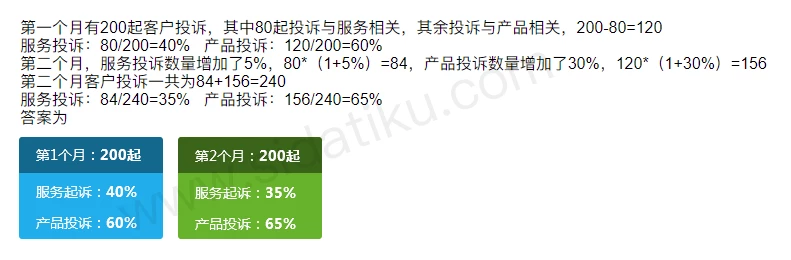 第一个月有200起客户投诉，其中80起投诉与服务相关，其余投诉与产品相关，200-80=120
服务投诉：80/200=40%   产品投诉：120/200=60%
第二个月，服务投诉数量增加了5%，80*（1+5%）=84，产品投诉数量增加了30%，120*（1+30%）=156
第二个月客户投诉一共为84+156=240
服务投诉：84/240=35%   产品投诉：156/240=65%
答案为
第1个月：200起
服务起诉：40%
产品投诉：60%
第2个月：200起
服务起诉：35%
产品投诉：65%